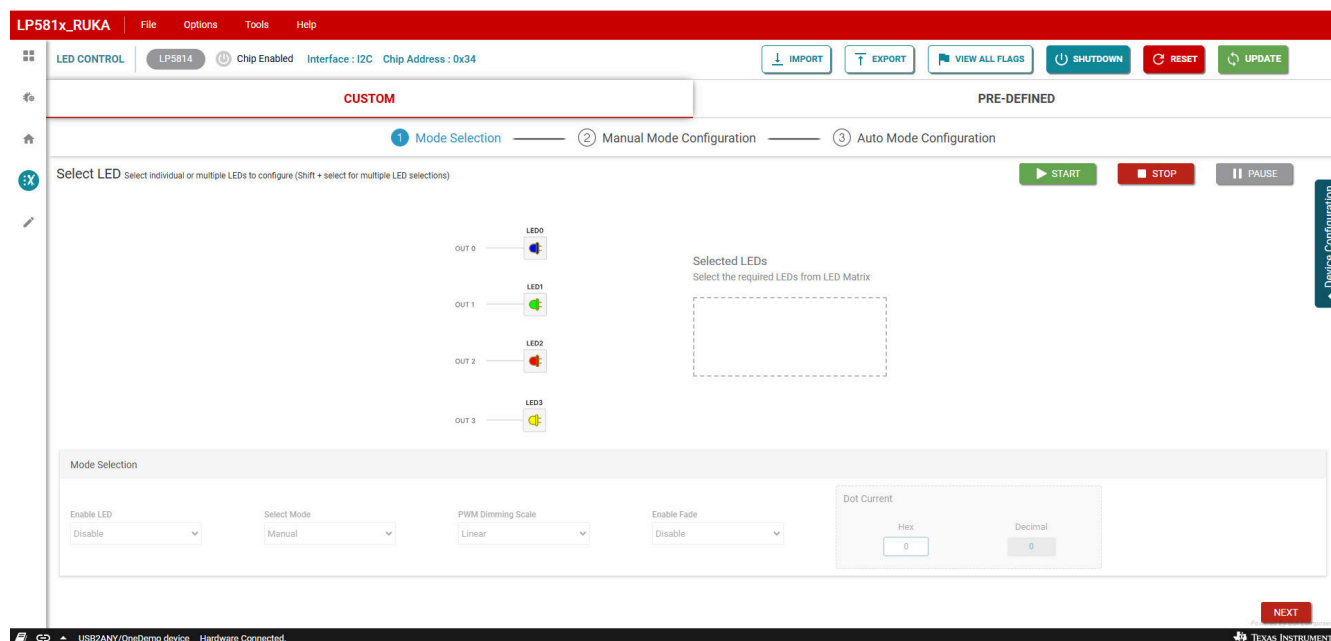 LP581x_RUKA File Options Tools Help
LED CONTROL LP5814 Chip Enabled Interface : I2C Chip Address : 0x34 IMPORT EXPORT VIEW ALL FLAGS SHUTDOWN RESET UPDATE
CUSTOM PRE-DEFINED
1 Mode Selection 2 Manual Mode Configuration 3 Auto Mode Configuration
Select LED Select individual or multiple LEDs to configure (Shift + select for multiple LED selections) START STOP PAUSE
Device Configuration
LED0
OUT 0
Selected LEDs
Select the required LEDs from LED Matrix
LED1
OUT 1
LED2
OUT 2
LED3
OUT 3
Mode Selection
Dot Current
Enable LED Select Mode PWM Dimming Scale Enable Fade
Hex Decimal
Disable Manual Linear Disable
0 0
NEXT
USB2ANY/OneDemo device Hardware Connected. TEXAS INSTRUMENT